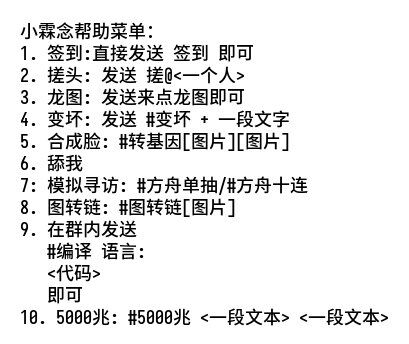 小霖念帮助菜单：
1. 签到:直接发送 签到 即可
2. 搓头: 发送 搓@<一个人>
3. 龙图: 发送来点龙图即可
4. 变坏: 发送 #变坏 + 一段文字
5. 合成脸: #转基因[图片][图片]
6. 舔我
7: 模拟寻访: #方舟单抽/#方舟十连
8. 图转链: #图转链[图片]
9. 在群内发送
#编译 语言:
<代码>
即可
10. 5000兆: #5000兆 <一段文本> <一段文本>